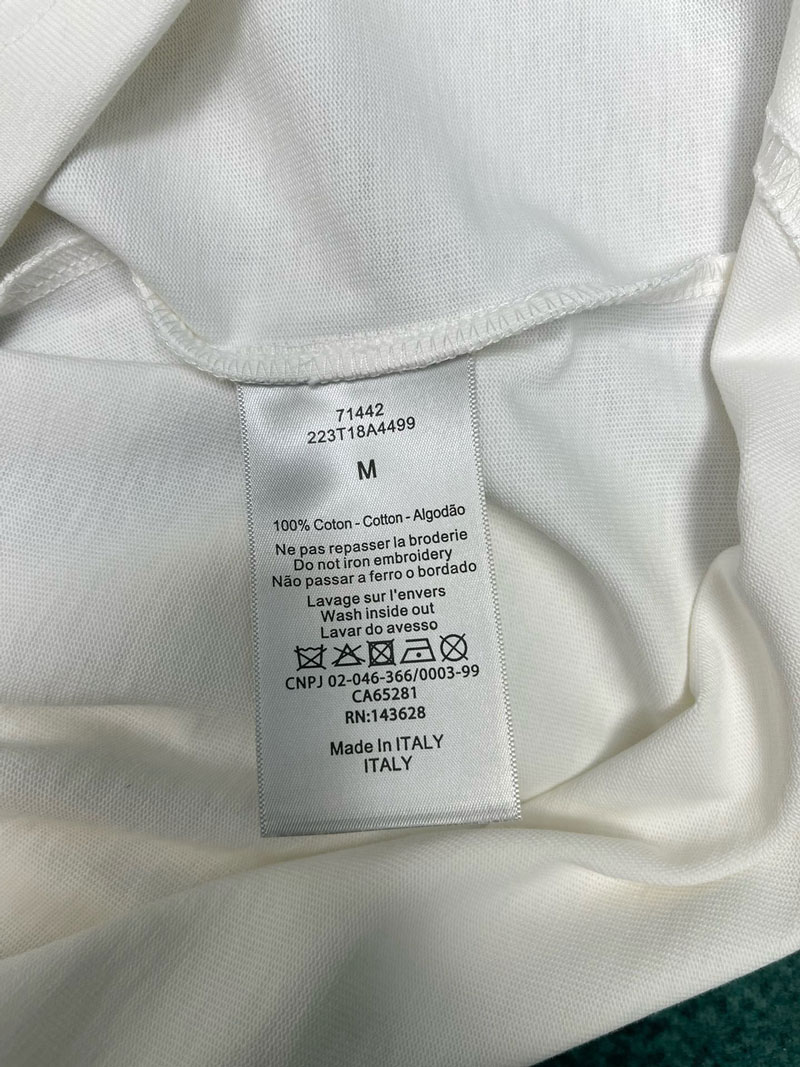 71442
223T18A4499
M
100% Coton - Cotton - Algodão
Ne pas repasser la broderie
Do not iron embroidery
Não passar a ferro o bordado
Lavage sur l'envers
Wash inside out
Lavar do avesso
CNPJ 02-046-366/0003-99
CA65281
RN:143628
Made In ITALY
ITALY